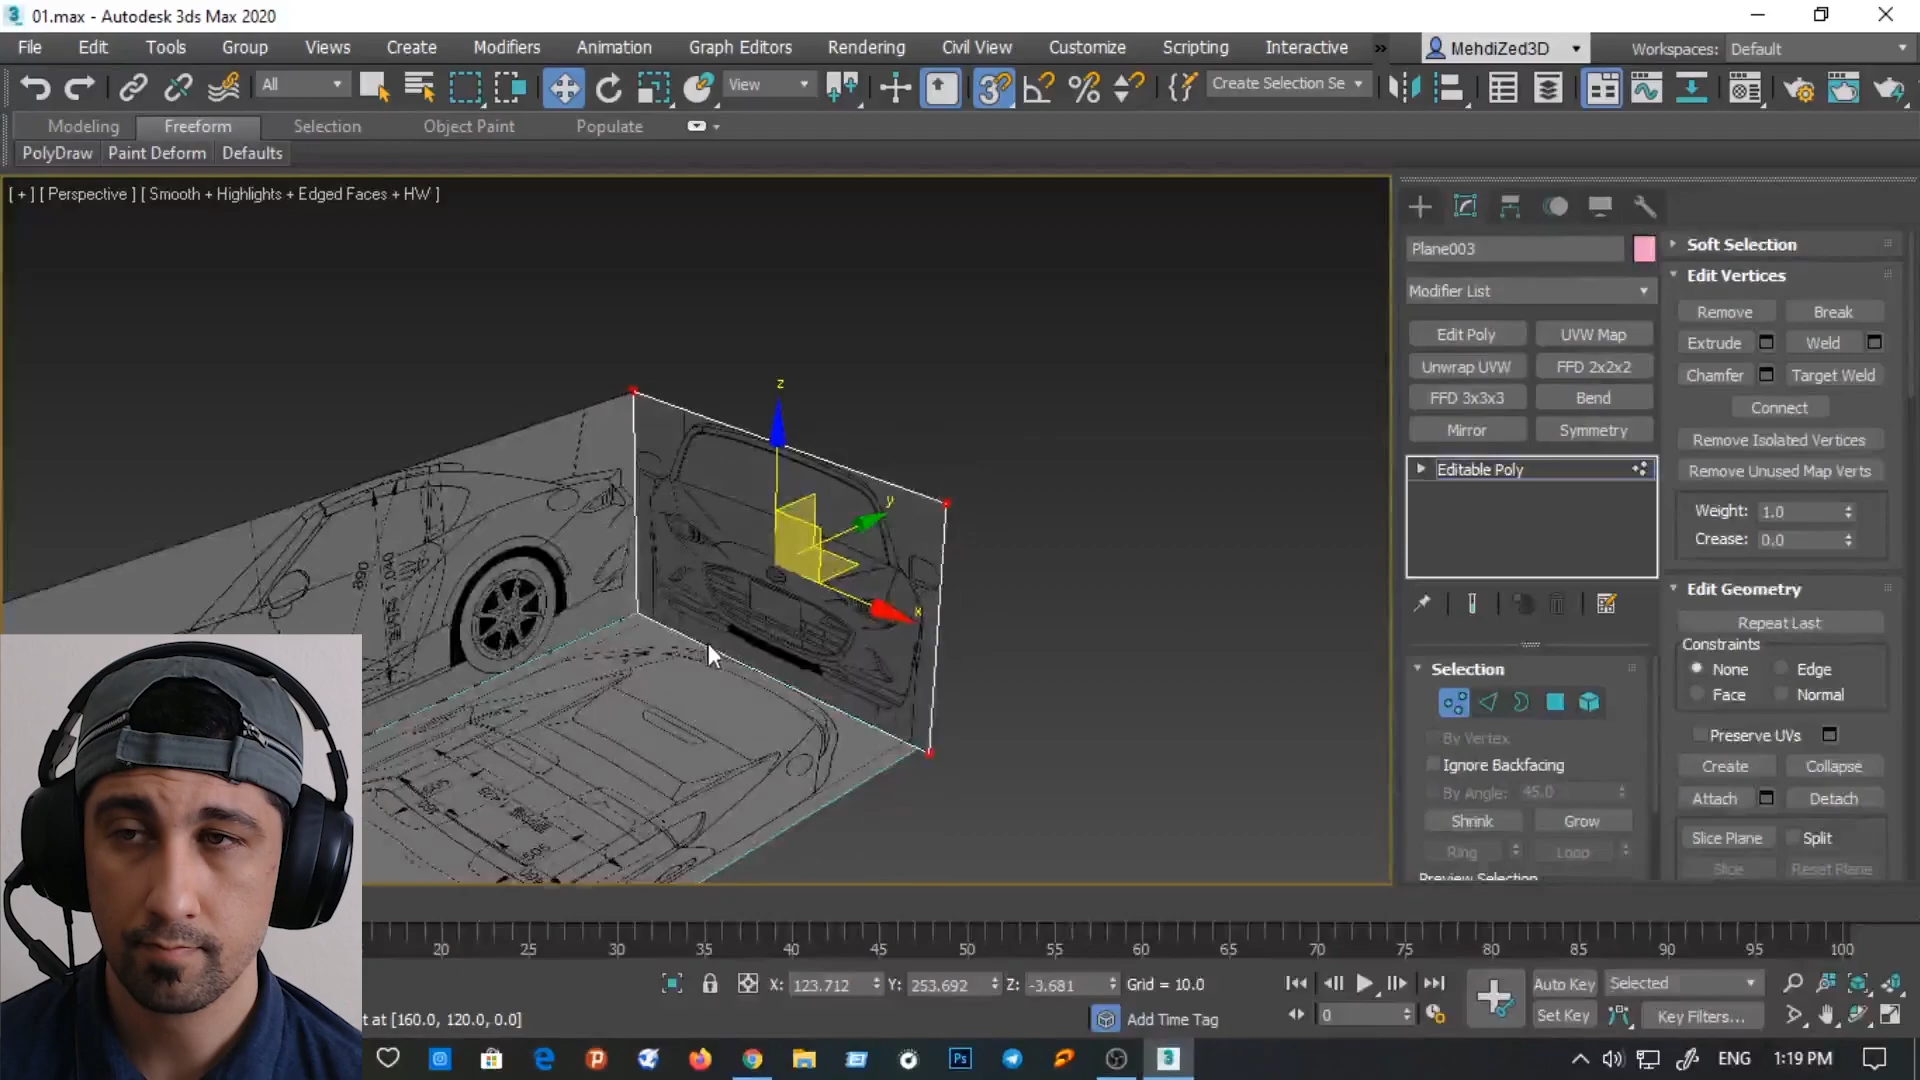 01.max - Autodesk 3ds Max 2020
File Edit Tools Group Views Create Modifiers Animation Graph Editors Rendering Civil View Customize Scripting Interactive » MehdiZed3D Workspaces: Default
All View Create Selection Se
Modeling Freeform Selection Object Paint Populate
PolyDraw Paint Deform Defaults
[ + ] [ Perspective ] [ Smooth + Highlights + Edged Faces + HW ]
z
y
x
890
1,040
Plane003
Modifier List
Edit Poly UVW Map
Unwrap UVW FFD 2x2x2
FFD 3x3x3 Bend
Mirror Symmetry
Editable Poly
Selection
By Vertex
Ignore Backfacing
By Angle: 45.0
Shrink Grow
Ring Loop
Preview Selection
Soft Selection
Edit Vertices
Remove Break
Extrude Weld
Chamfer Target Weld
Connect
Remove Isolated Vertices
Remove Unused Map Verts
Weight: 1.0
Crease: 0.0
Edit Geometry
Repeat Last
Constraints
None Edge
Face Normal
Preserve UVs
Create Collapse
Attach Detach
Slice Plane Split
Slice Reset Plane
20 25 30 35 40 45 50 55 60 65 70 75 80 85 90 95 100
X: 123.712 Y: 253.692 Z: -3.681 Grid = 10.0 Auto Key Selected
t at [160.0, 120.0, 0.0] Add Time Tag 0 Set Key Key Filters...
Ps 3 ENG 1:19 PM